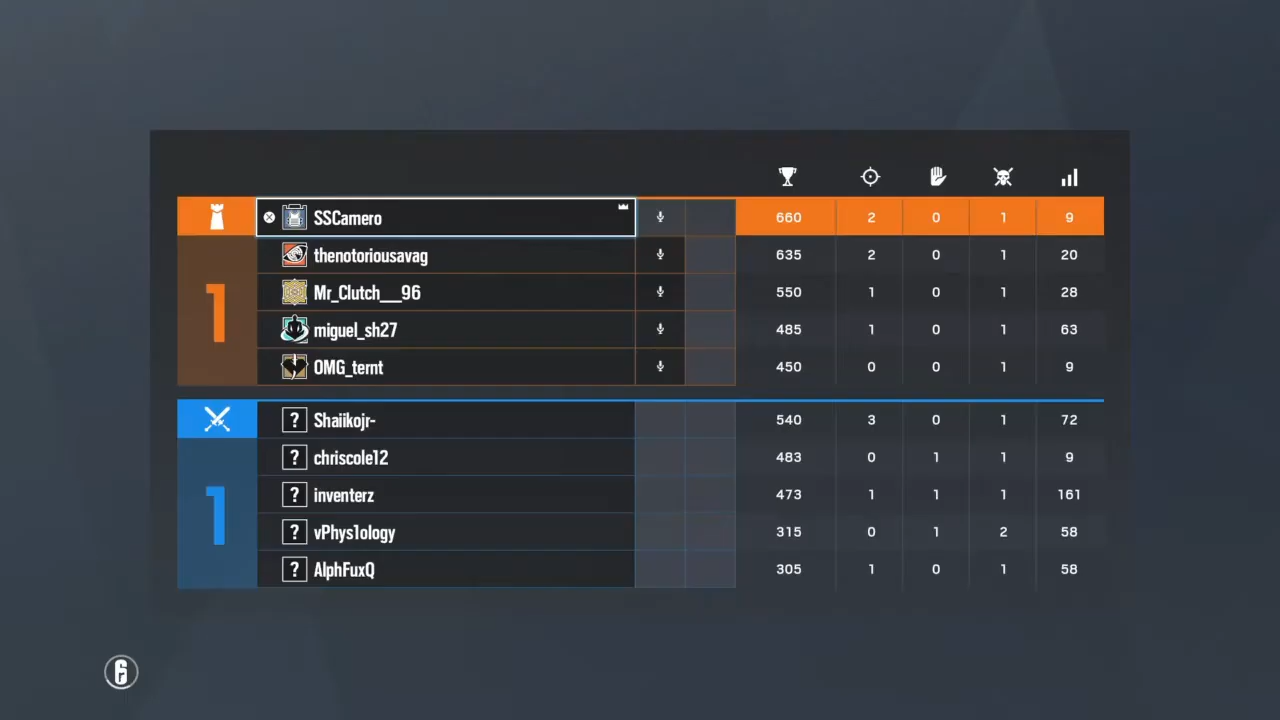 SSCamero 660 2 0 1 9
thenotoriousavag 635 2 0 1 20
1
Mr_Clutch__96 550 1 0 1 28
miguel_sh27 485 1 0 1 63
OMG_ternt 450 0 0 1 9
? Shaiikojr- 540 3 0 1 72
? chriscole12 483 0 1 1 9
1
? inventerz 473 1 1 1 161
? vPhys1ology 315 0 1 2 58
? AlphFuxQ 305 1 0 1 58
6